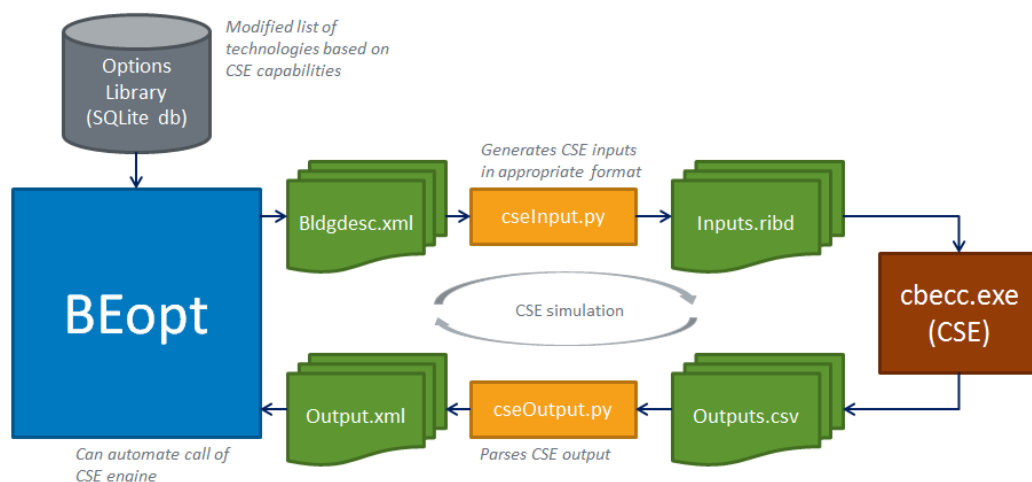 Modified list of
technologies based on
CSE capabilities
Options
Library
(SQLite db)
Generates CSE inputs
in appropriate format
BEopt
Bldgdesc.xml
cseInput.py
Inputs.ribd
CSE simulation
cbecc.exe
(CSE)
Output.xml
cseOutput.py
Outputs.csv
Can automate call of
CSE engine
Parses CSE output